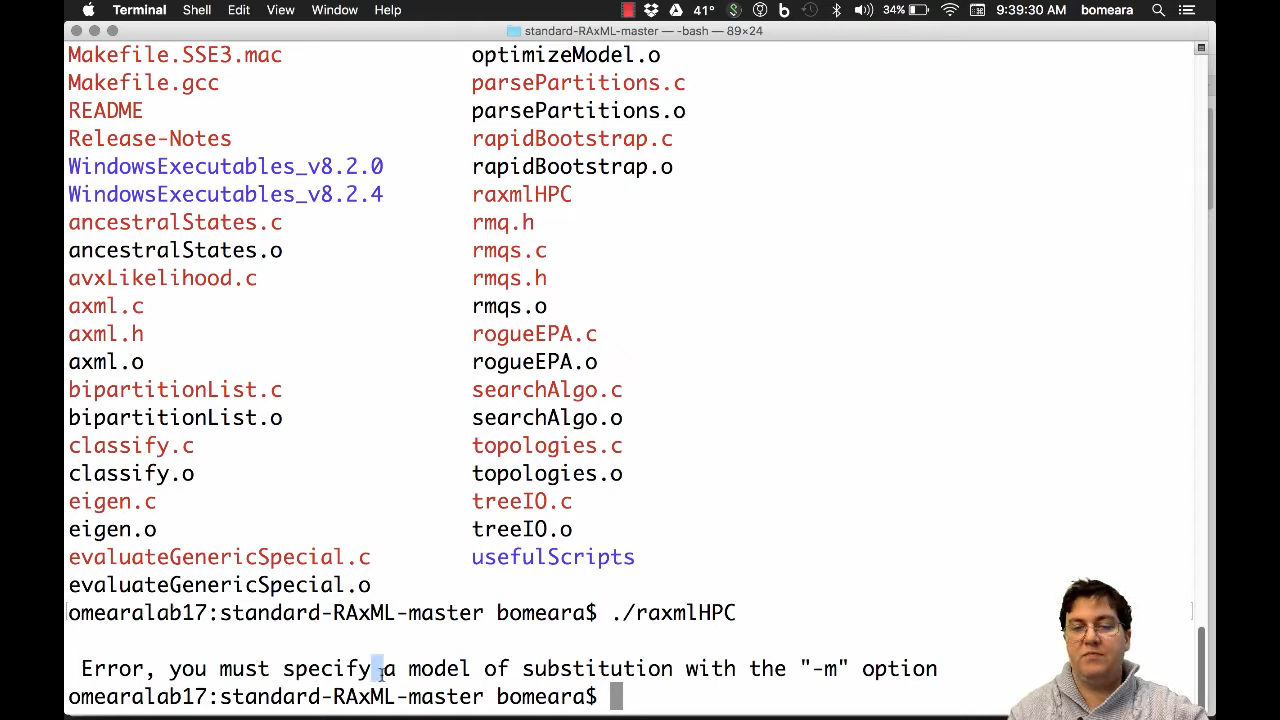 Terminal Shell Edit View Window Help 41° 34% 9:39:30 AM bomeara
standard-RAxML-master — -bash — 89×24
Makefile.SSE3.mac optimizeModel.o
Makefile.gcc parsePartitions.c
README parsePartitions.o
Release-Notes rapidBootstrap.c
WindowsExecutables_v8.2.0 rapidBootstrap.o
WindowsExecutables_v8.2.4 raxmlHPC
ancestralStates.c rmq.h
ancestralStates.o rmqs.c
avxLikelihood.c rmqs.h
axml.c rmqs.o
axml.h rogueEPA.c
axml.o rogueEPA.o
bipartitionList.c searchAlgo.c
bipartitionList.o searchAlgo.o
classify.c topologies.c
classify.o topologies.o
eigen.c treeIO.c
eigen.o treeIO.o
evaluateGenericSpecial.c usefulScripts
evaluateGenericSpecial.o
omearalab17:standard-RAxML-master bomeara$ ./raxmlHPC
Error, you must specify a model of substitution with the "-m" option
omearalab17:standard-RAxML-master bomeara$